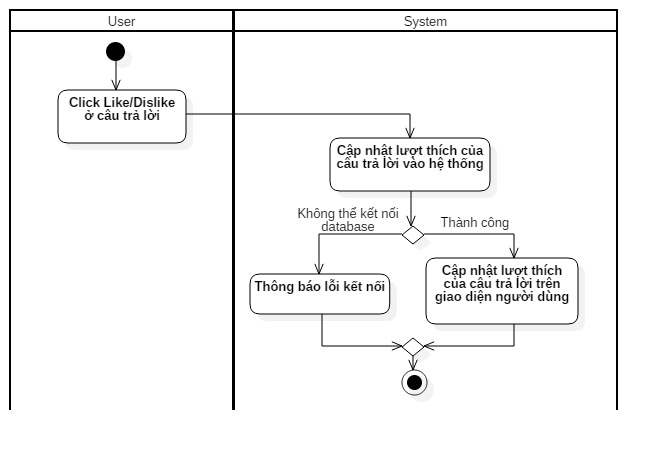 User
System
Click Like/Dislike
ở câu trả lời
Cập nhật lượt thích của
câu trả lời vào hệ thống
Không thể kết nối
database
Thành công
Thông báo lỗi kết nối
Cập nhật lượt thích
của câu trả lời trên
giao diện người dùng